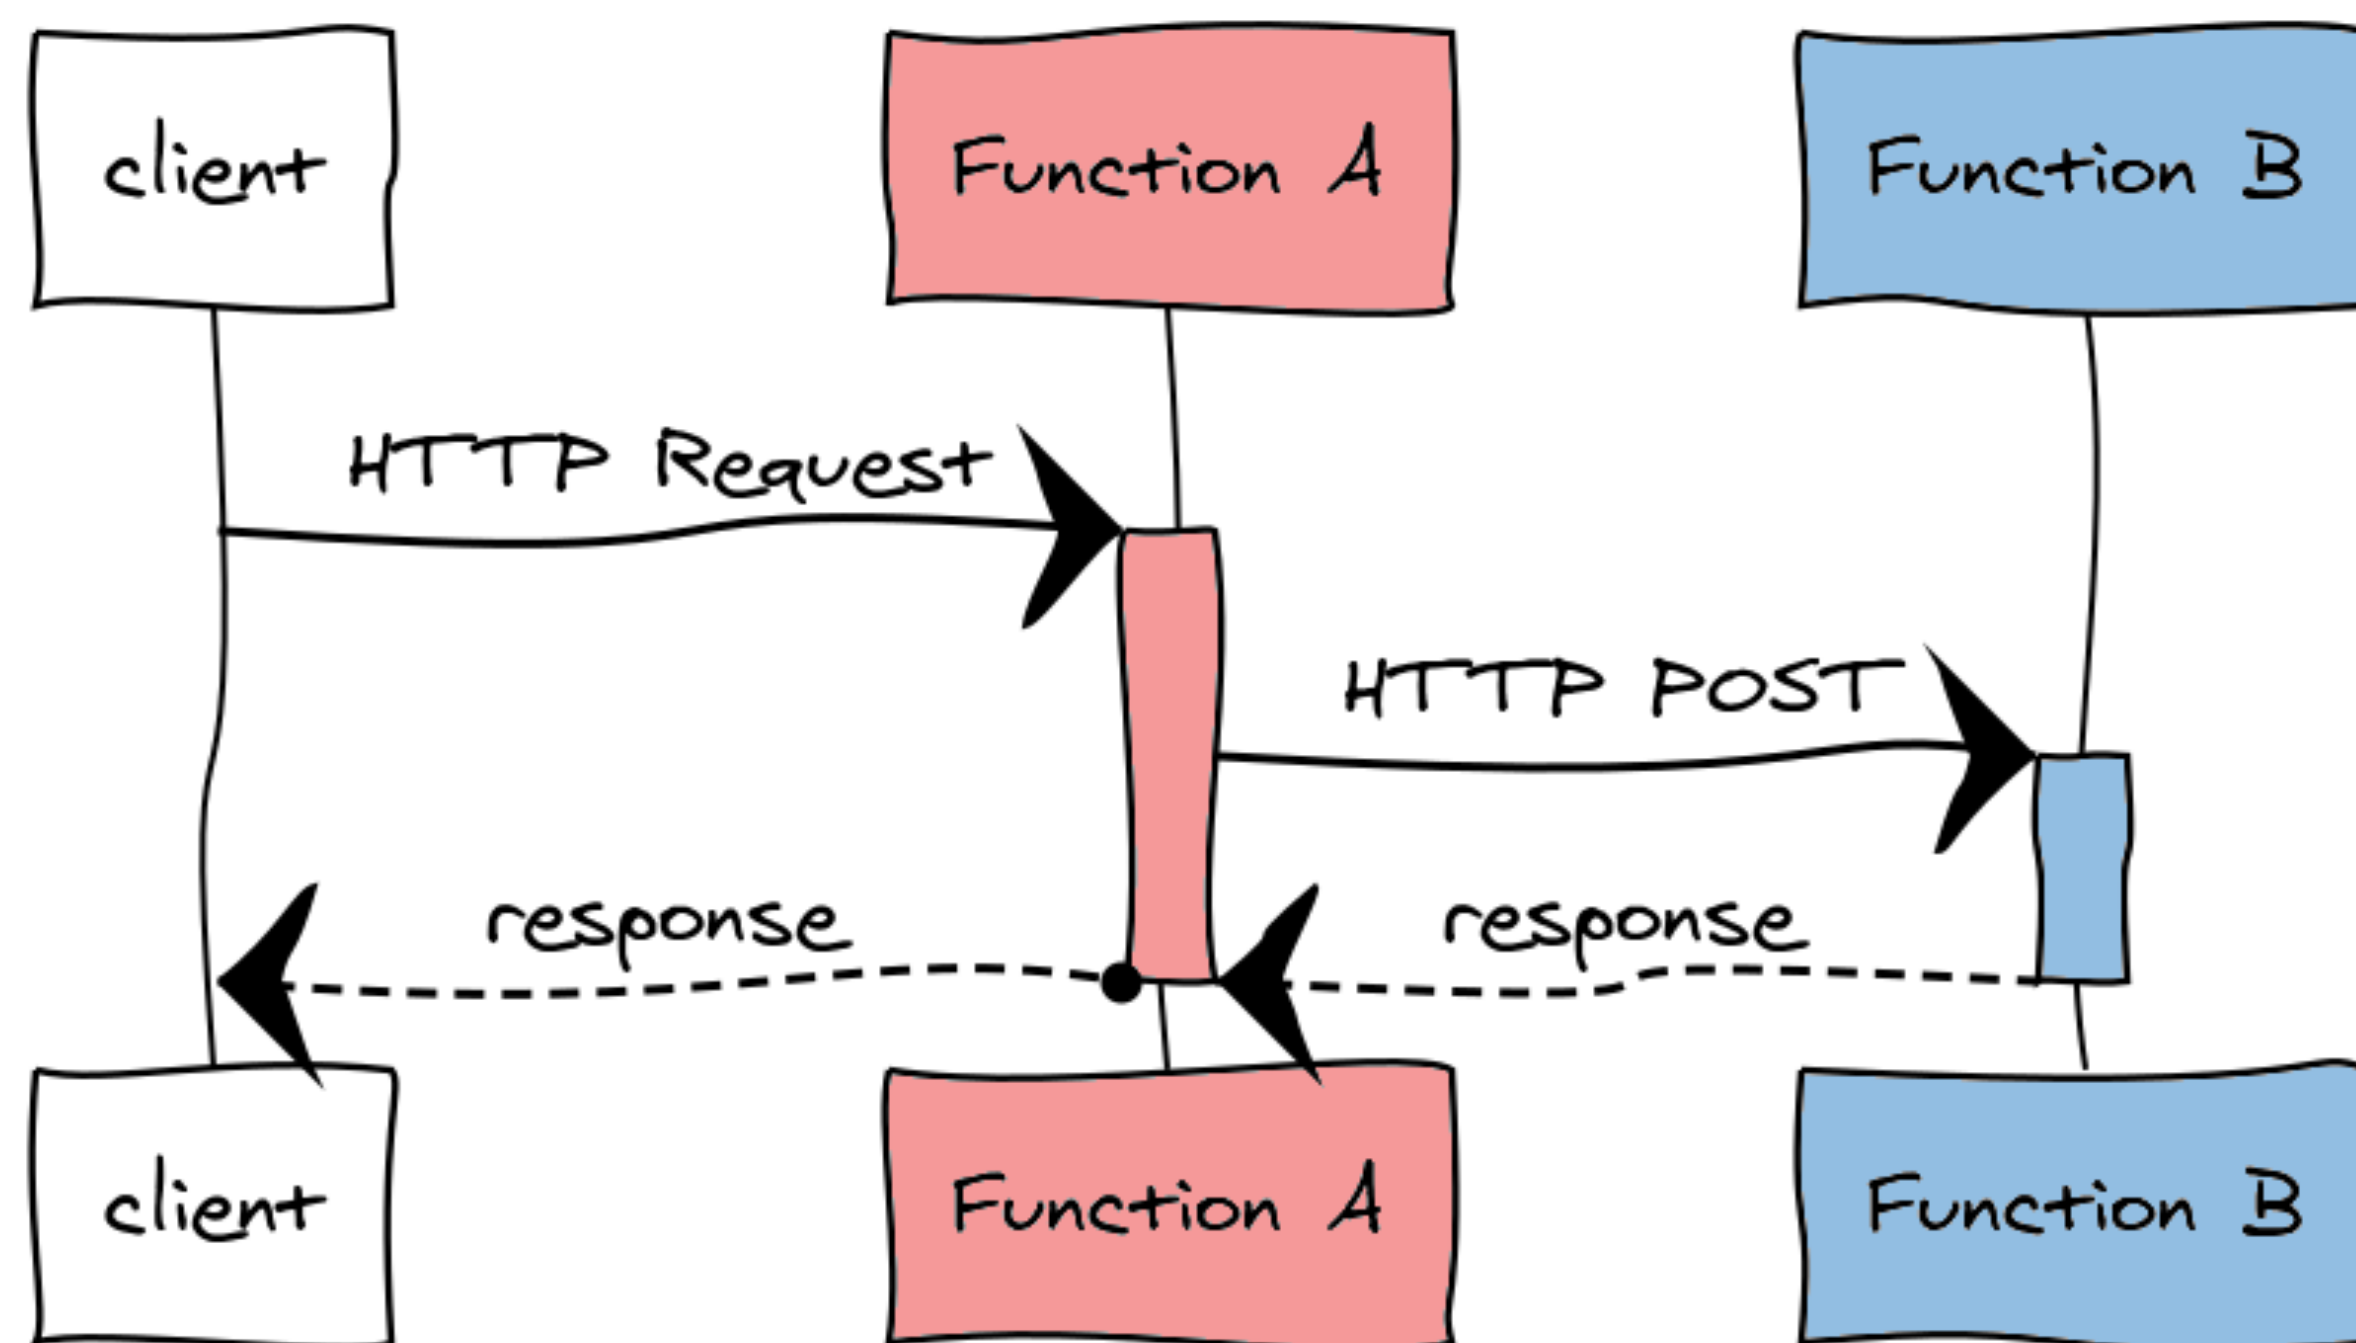 client
Function A
Function B
HTTP Request
HTTP POST
response
response
client
Function A
Function B